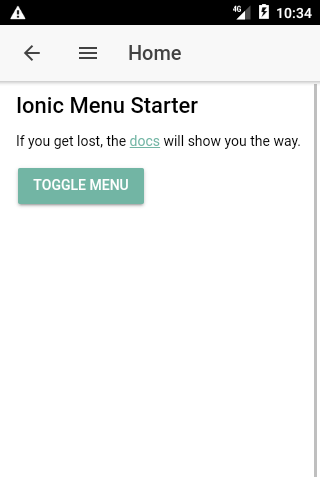 4G 10:34
Home
Ionic Menu Starter
If you get lost, the docs will show you the way.
TOGGLE MENU